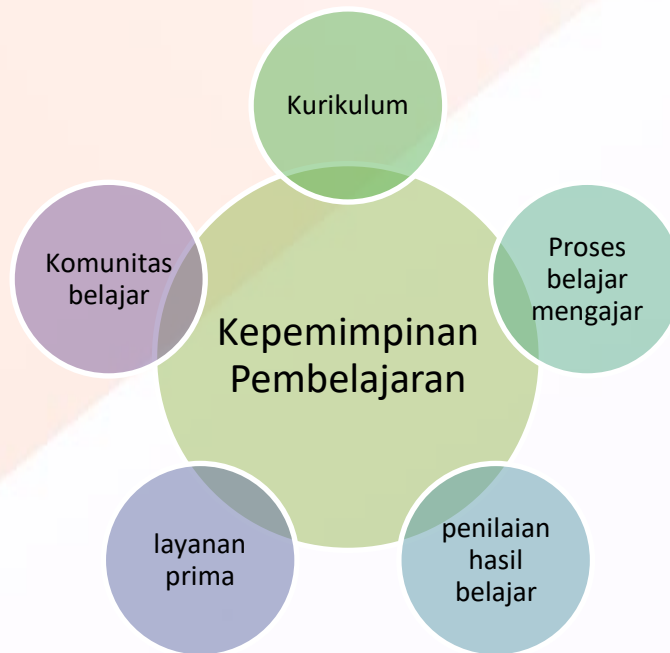 Kurikulum
Proses
belajar
mengajar
penilaian
hasil
belajar
layanan
prima
Komunitas
belajar
Kepemimpinan
Pembelajaran